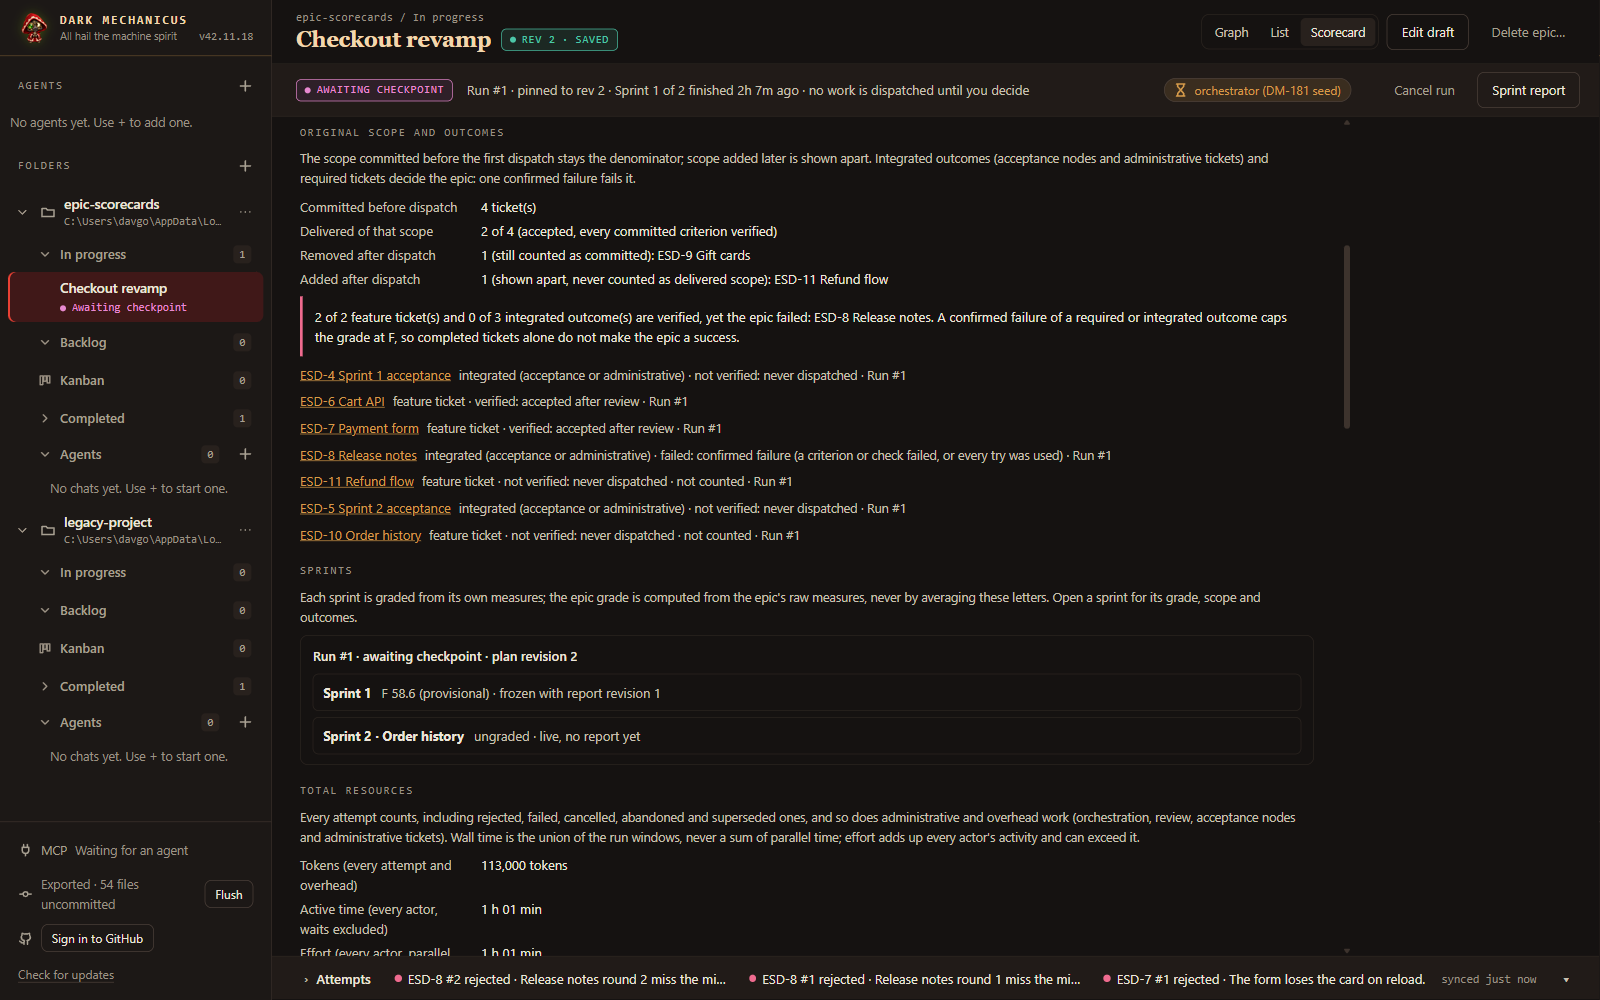 DARK MECHANICUS
All hail the machine spirit v42.11.18
AGENTS
No agents yet. Use + to add one.
FOLDERS
epic-scorecards
C:\Users\davgo\AppData\Lo…
In progress 1
Checkout revamp
Awaiting checkpoint
Backlog 0
Kanban 0
Completed 1
Agents 0
No chats yet. Use + to start one.
legacy-project
C:\Users\davgo\AppData\Lo…
In progress 0
Backlog 0
Kanban 0
Completed 1
Agents 0
No chats yet. Use + to start one.
MCP Waiting for an agent
Exported · 54 files
uncommitted
Flush
Sign in to GitHub
Check for updates
epic-scorecards / In progress
Checkout revamp
REV 2 · SAVED
Graph List Scorecard Edit draft Delete epic…
AWAITING CHECKPOINT Run #1 · pinned to rev 2 · Sprint 1 of 2 finished 2h 7m ago · no work is dispatched until you decide orchestrator (DM-181 seed) Cancel run Sprint report
ORIGINAL SCOPE AND OUTCOMES
The scope committed before the first dispatch stays the denominator; scope added later is shown apart. Integrated outcomes (acceptance nodes and administrative tickets) and
required tickets decide the epic: one confirmed failure fails it.
Committed before dispatch 4 ticket(s)
Delivered of that scope 2 of 4 (accepted, every committed criterion verified)
Removed after dispatch 1 (still counted as committed): ESD-9 Gift cards
Added after dispatch 1 (shown apart, never counted as delivered scope): ESD-11 Refund flow
2 of 2 feature ticket(s) and 0 of 3 integrated outcome(s) are verified, yet the epic failed: ESD-8 Release notes. A confirmed failure of a required or integrated outcome caps
the grade at F, so completed tickets alone do not make the epic a success.
ESD-4 Sprint 1 acceptance integrated (acceptance or administrative) · not verified: never dispatched · Run #1
ESD-6 Cart API feature ticket · verified: accepted after review · Run #1
ESD-7 Payment form feature ticket · verified: accepted after review · Run #1
ESD-8 Release notes integrated (acceptance or administrative) · failed: confirmed failure (a criterion or check failed, or every try was used) · Run #1
ESD-11 Refund flow feature ticket · not verified: never dispatched · not counted · Run #1
ESD-5 Sprint 2 acceptance integrated (acceptance or administrative) · not verified: never dispatched · Run #1
ESD-10 Order history feature ticket · not verified: never dispatched · not counted · Run #1
SPRINTS
Each sprint is graded from its own measures; the epic grade is computed from the epic's raw measures, never by averaging these letters. Open a sprint for its grade, scope and
outcomes.
Run #1 · awaiting checkpoint · plan revision 2
Sprint 1 F 58.6 (provisional) · frozen with report revision 1
Sprint 2 · Order history ungraded · live, no report yet
TOTAL RESOURCES
Every attempt counts, including rejected, failed, cancelled, abandoned and superseded ones, and so does administrative and overhead work (orchestration, review, acceptance nodes
and administrative tickets). Wall time is the union of the run windows, never a sum of parallel time; effort adds up every actor's activity and can exceed it.
Tokens (every attempt and 113,000 tokens
overhead)
Active time (every actor, 1 h 01 min
waits excluded)
Effort (every actor, parallel 1 h 01 min
Attempts ESD-8 #2 rejected · Release notes round 2 miss the mi… ESD-8 #1 rejected · Release notes round 1 miss the mi… ESD-7 #1 rejected · The form loses the card on reload. synced just now